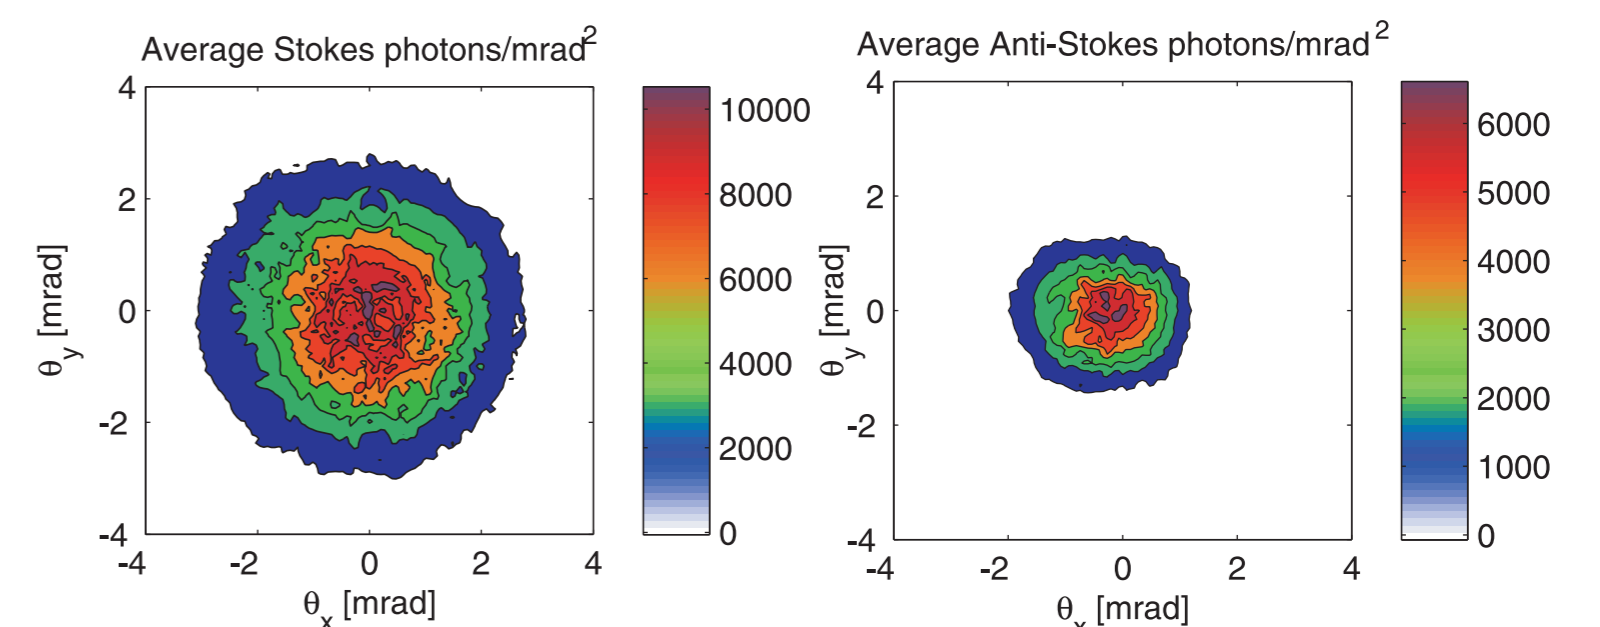 Average Stokes photons/mrad²
4
2
0
-2
-4
-4 -2 0 2 4
θy [mrad]
θx [mrad]
10000
8000
6000
4000
2000
0
Average Anti-Stokes photons/mrad²
4
2
0
-2
-4
-4 -2 0 2 4
θy [mrad]
θx [mrad]
6000
5000
4000
3000
2000
1000
0